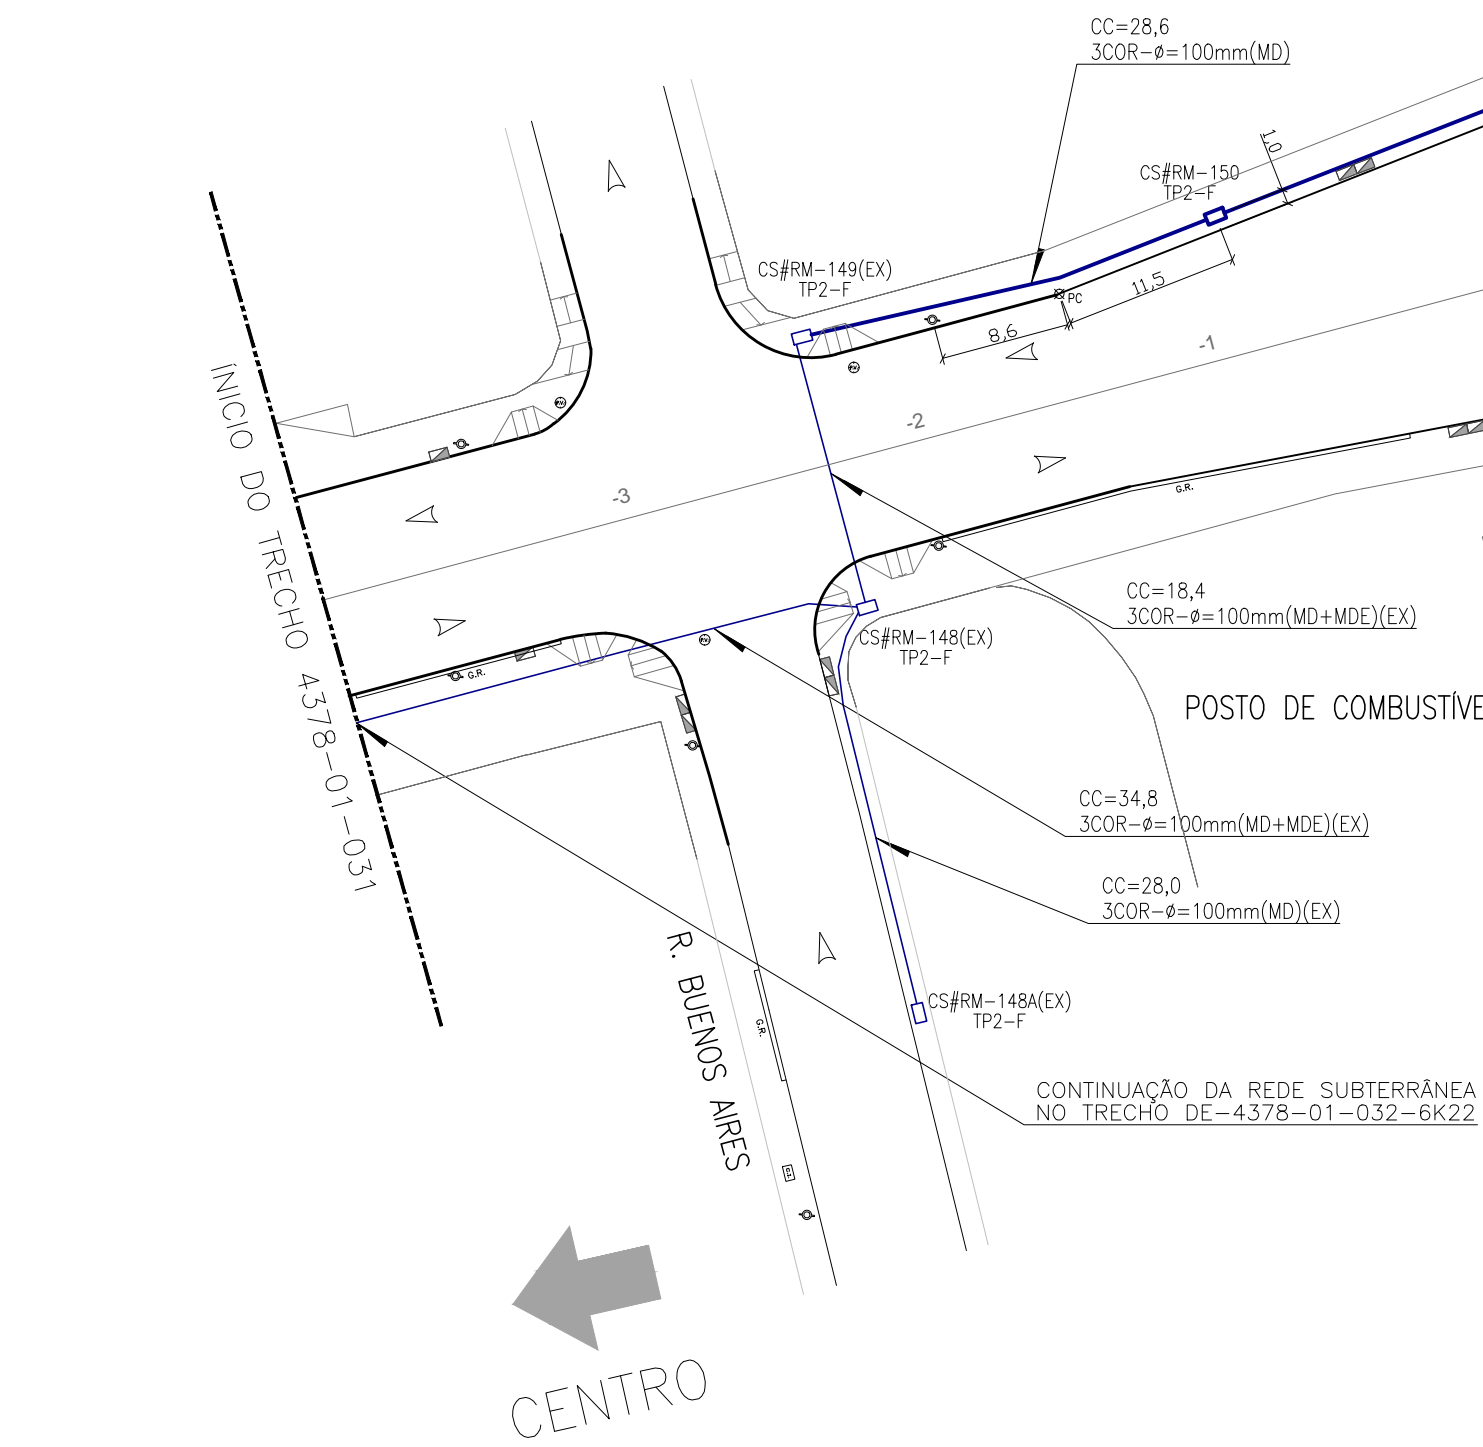 CC=28,6
3COR-ø=100mm(MD)
1,0
CS#RM-150
TP2-F
CS#RM-149(EX)
TP2-F
PC
11,5
8,6
-1
-2
-3
G.R.
P.V.
P.V.
ÍNICIO DO TRECHO 4378-01-031
CC=18,4
3COR-ø=100mm(MD+MDE)(EX)
CS#RM-148(EX)
TP2-F
P.V.
G.R.
POSTO DE COMBUSTÍVE
CC=34,8
3COR-ø=100mm(MD+MDE)(EX)
CC=28,0
3COR-ø=100mm(MD)(EX)
R. BUENOS AIRES
CS#RM-148A(EX)
TP2-F
G.R.
CONTINUAÇÃO DA REDE SUBTERRÂNEA
NO TRECHO DE-4378-01-032-6K22
CENTRO